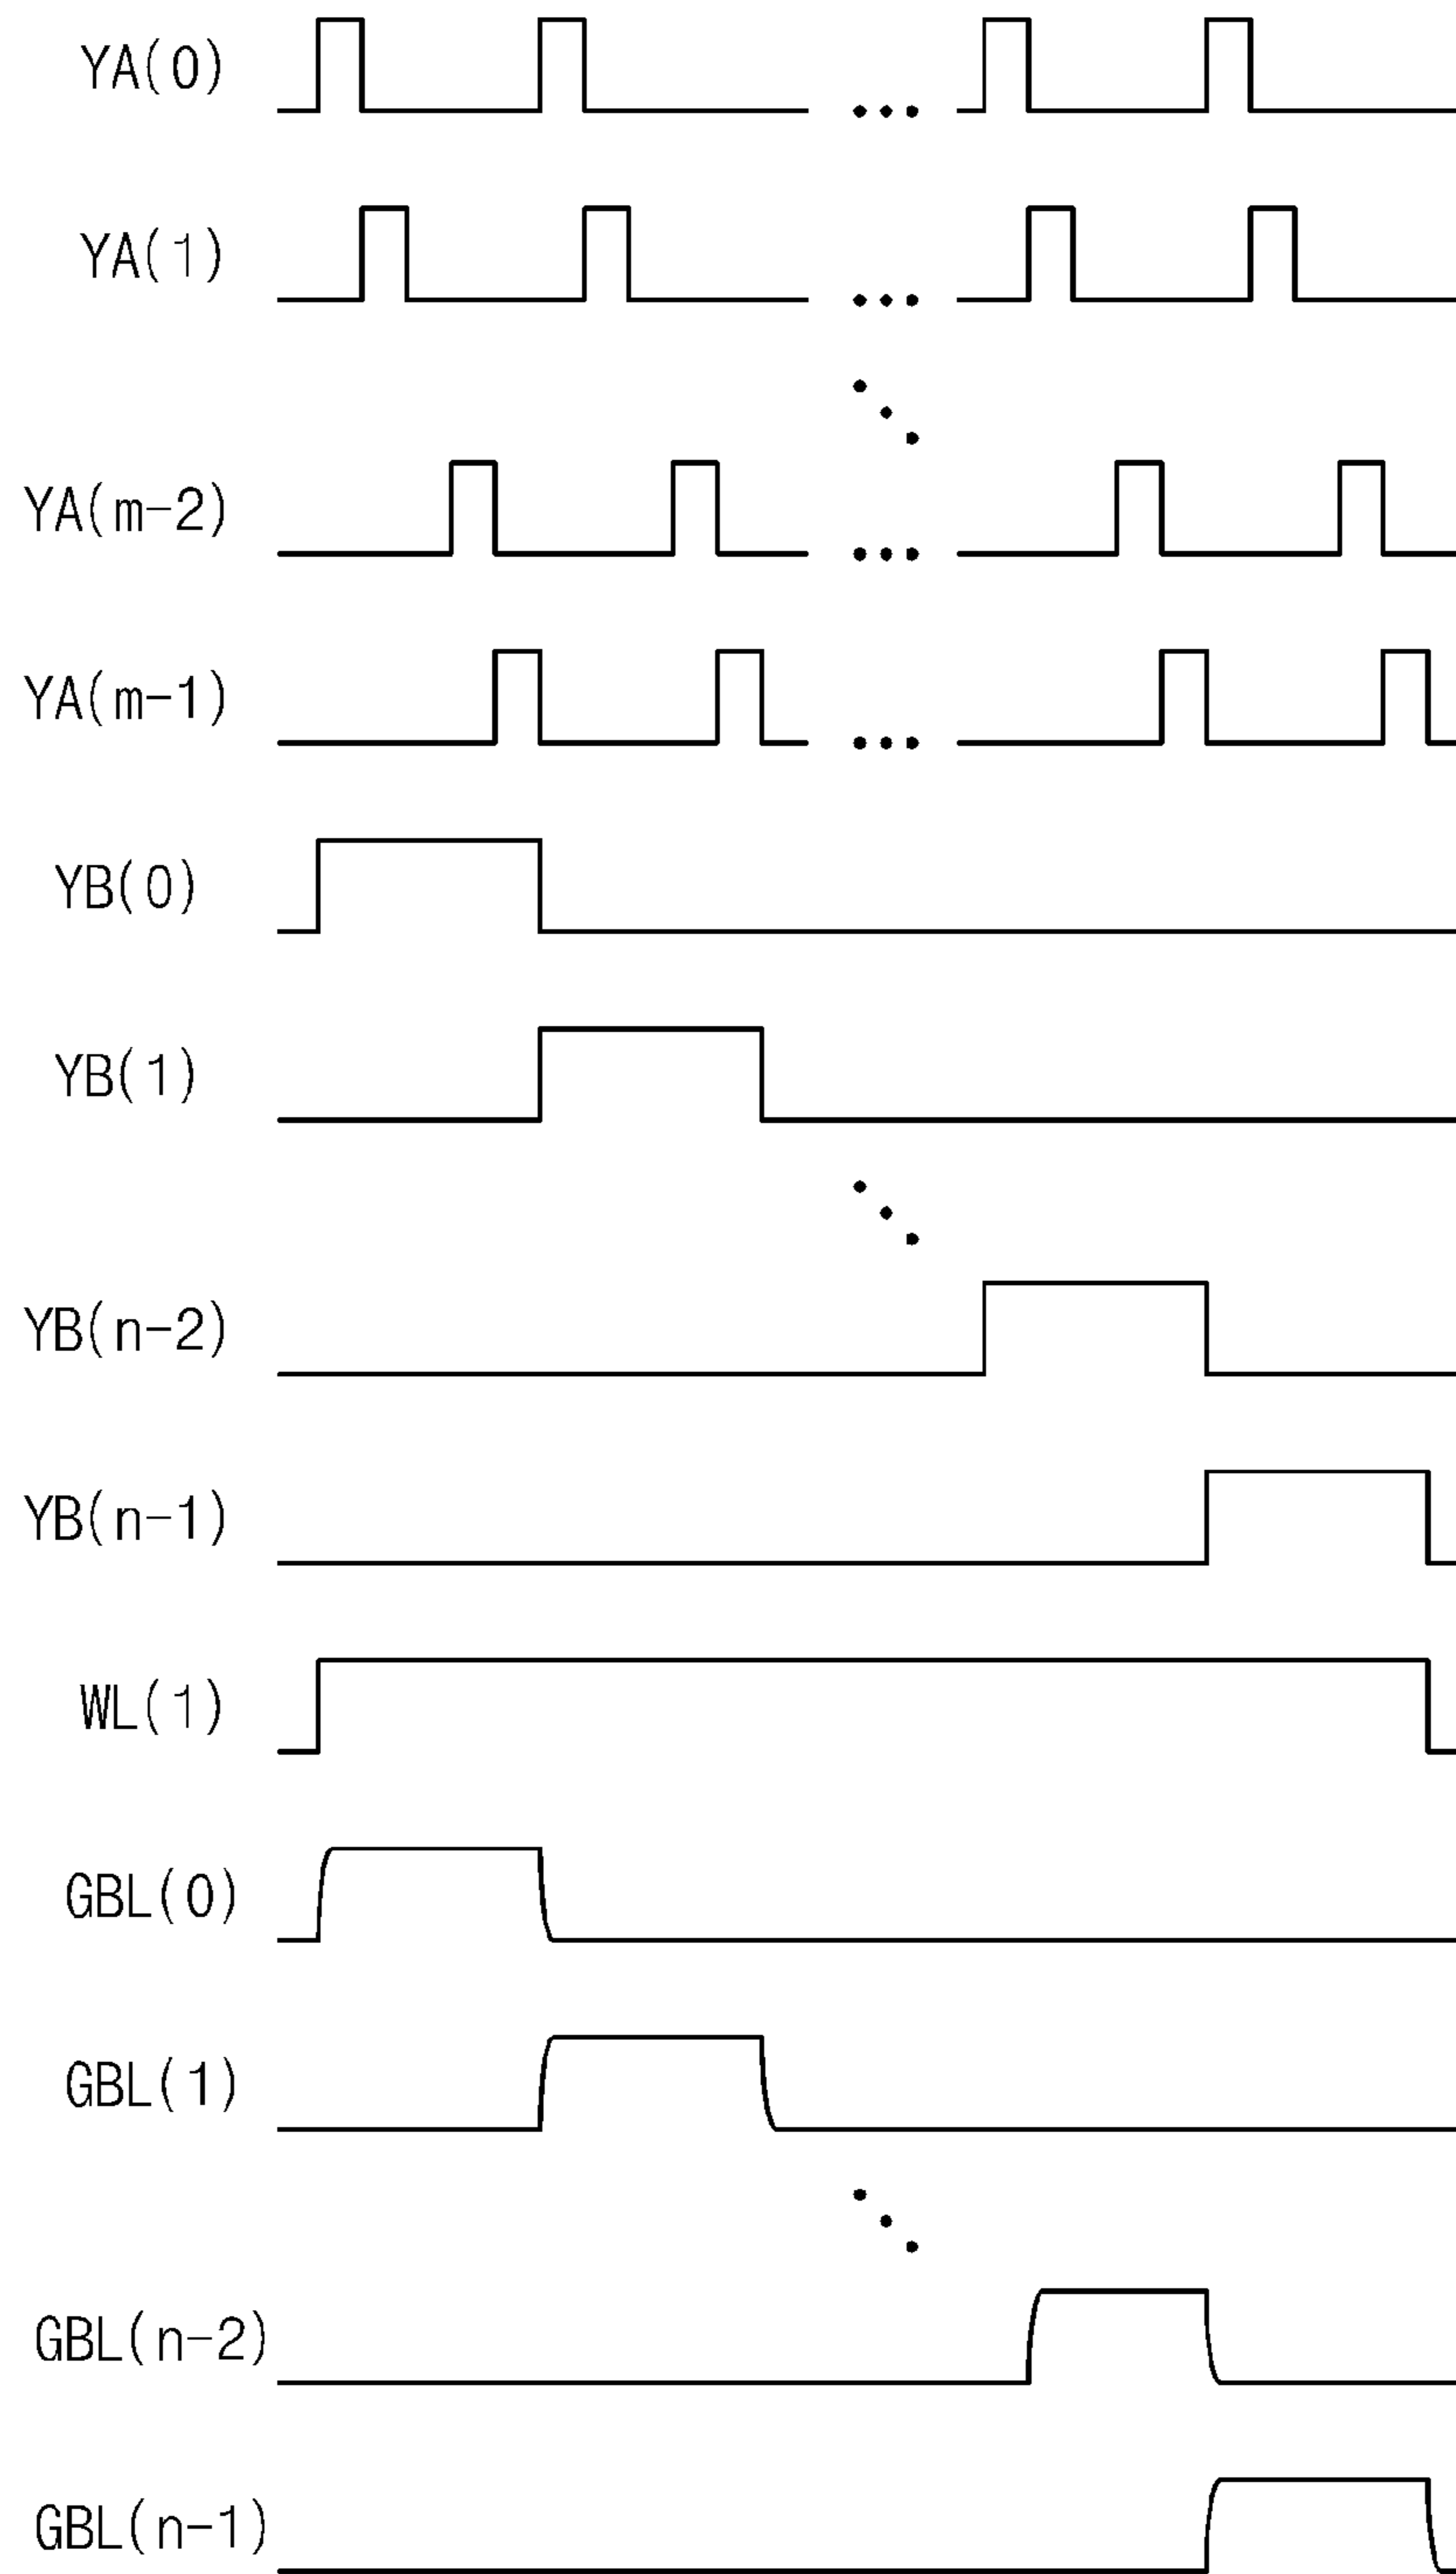 YA(0)
YA(1)
YA(m-2)
YA(m-1)
YB(0)
YB(1)
YB(n-2)
YB(n-1)
WL(1)
GBL(0)
GBL(1)
GBL(n-2)
GBL(n-1)